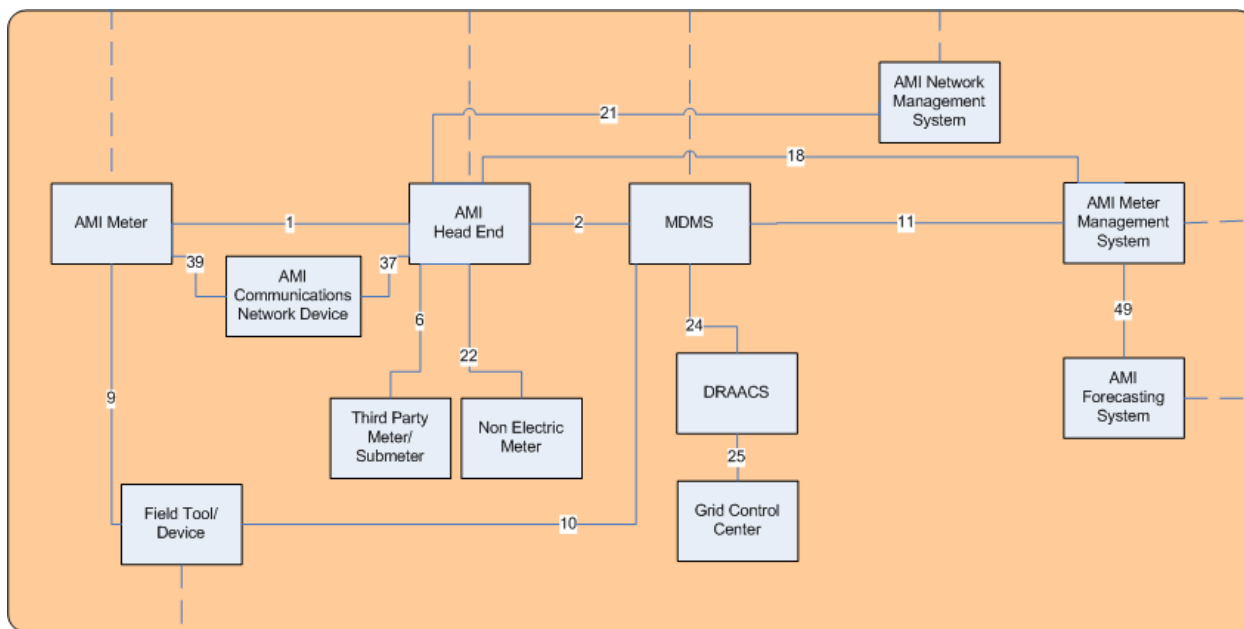 AMI Network
Management
System
21
18
AMI Meter
1
AMI
Head End
2
MDMS
11
AMI Meter
Management
System
39
AMI
Communications
Network Device
37
6
22
24
49
9
DRAACS
AMI
Forecasting
System
Third Party
Meter/
Submeter
Non Electric
Meter
25
Field Tool/
Device
10
Grid Control
Center